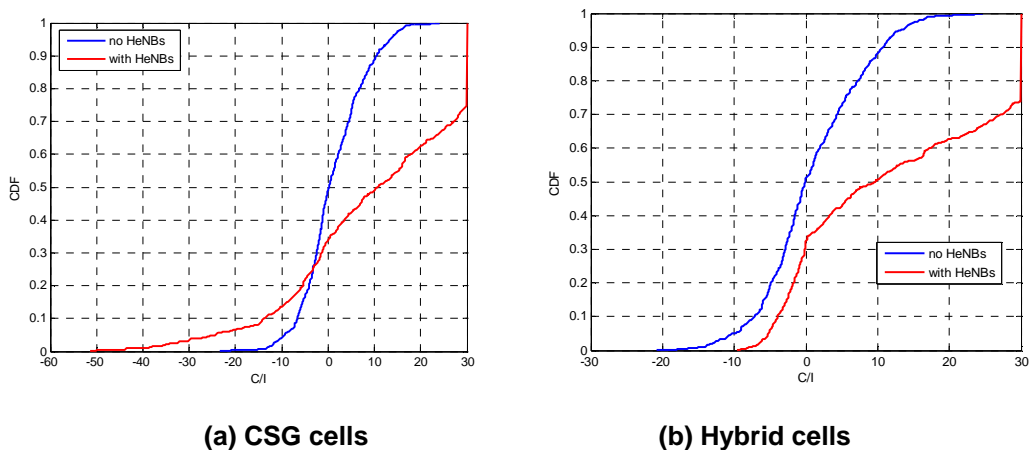 1
0.9
0.8
0.7
0.6
0.5
0.4
0.3
0.2
0.1
0
CDF
no HeNBs
with HeNBs
-60 -50 -40 -30 -20 -10 0 10 20 30
C/I
(a) CSG cells
1
0.9
0.8
0.7
0.6
0.5
0.4
0.3
0.2
0.1
0
CDF
no HeNBs
with HeNBs
-30 -20 -10 0 10 20 30
C/I
(b) Hybrid cells